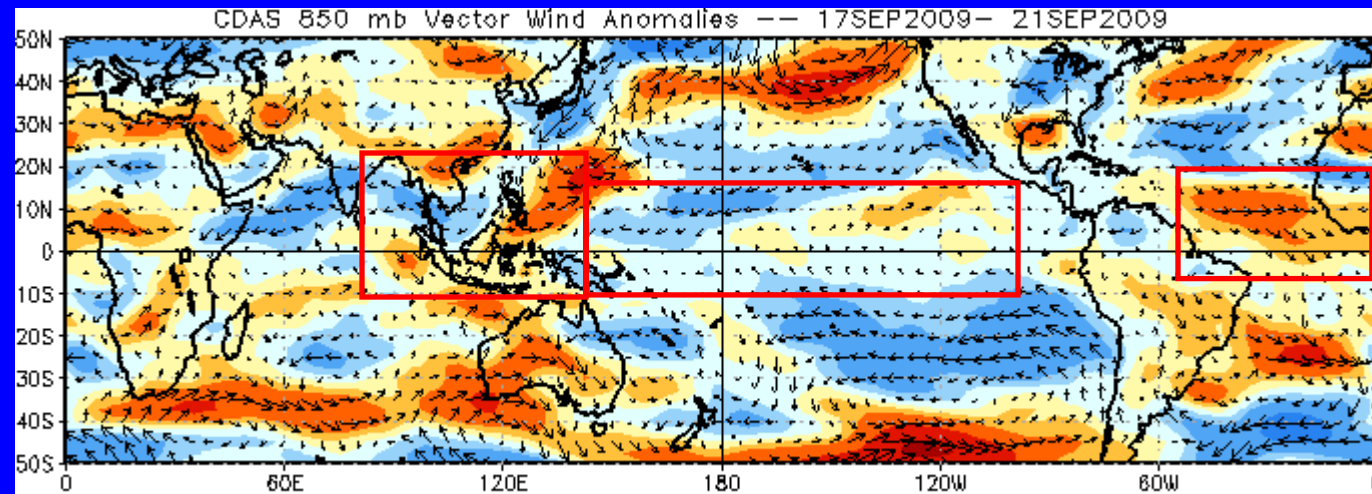 CDAS 850 mb Vector Wind Anomalies -- 17SEP2009- 21SEP2009
50N
40N
30N
20N
10N
0
10S
20S
30S
40S
50S
0 60E 120E 180 120W 60W